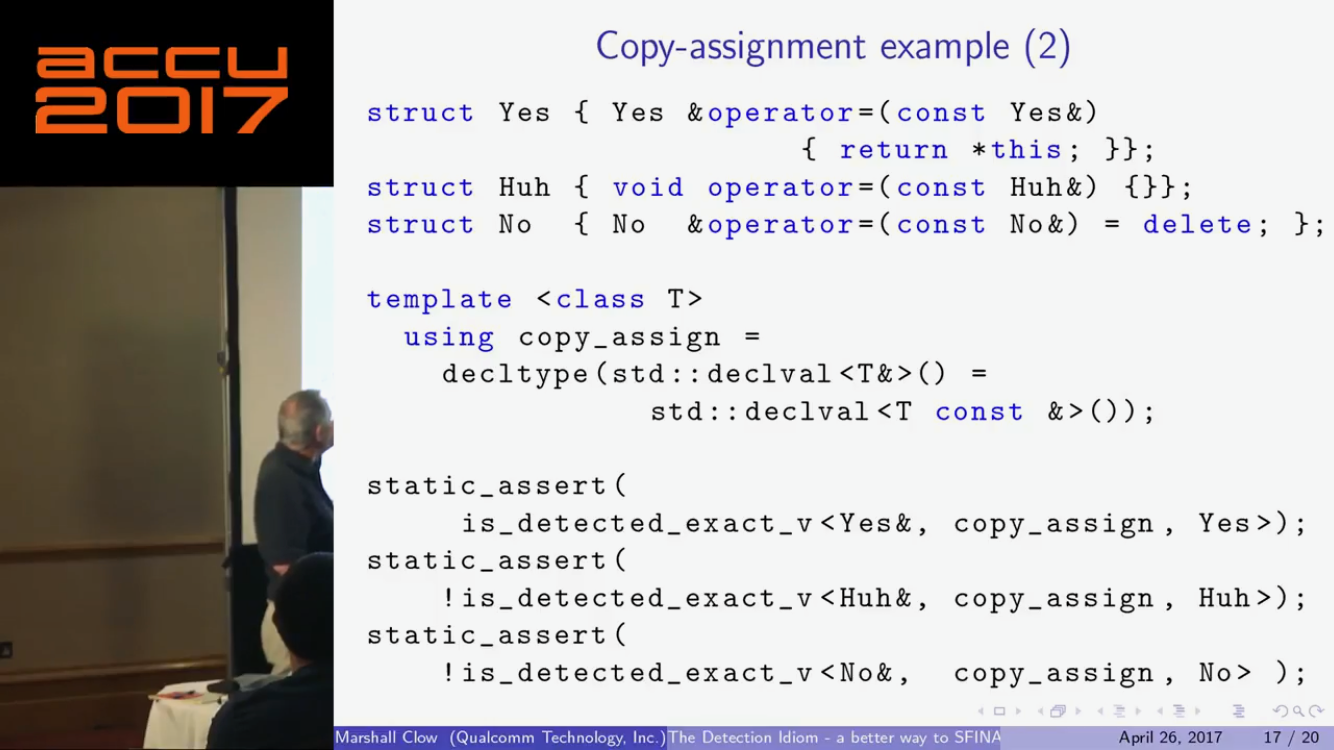 accu
2017
Copy-assignment example (2)
struct Yes { Yes &operator=(const Yes&)
{ return *this; }};
struct Huh { void operator=(const Huh&) {}};
struct No { No &operator=(const No&) = delete; };
template <class T>
using copy_assign =
decltype(std::declval<T&>() =
std::declval<T const &>());
static_assert(
is_detected_exact_v<Yes&, copy_assign, Yes>);
static_assert(
!is_detected_exact_v<Huh&, copy_assign, Huh>);
static_assert(
!is_detected_exact_v<No&, copy_assign, No> );
Marshall Clow (Qualcomm Technology, Inc.) The Detection Idiom - a better way to SFINA April 26, 2017 17 / 20